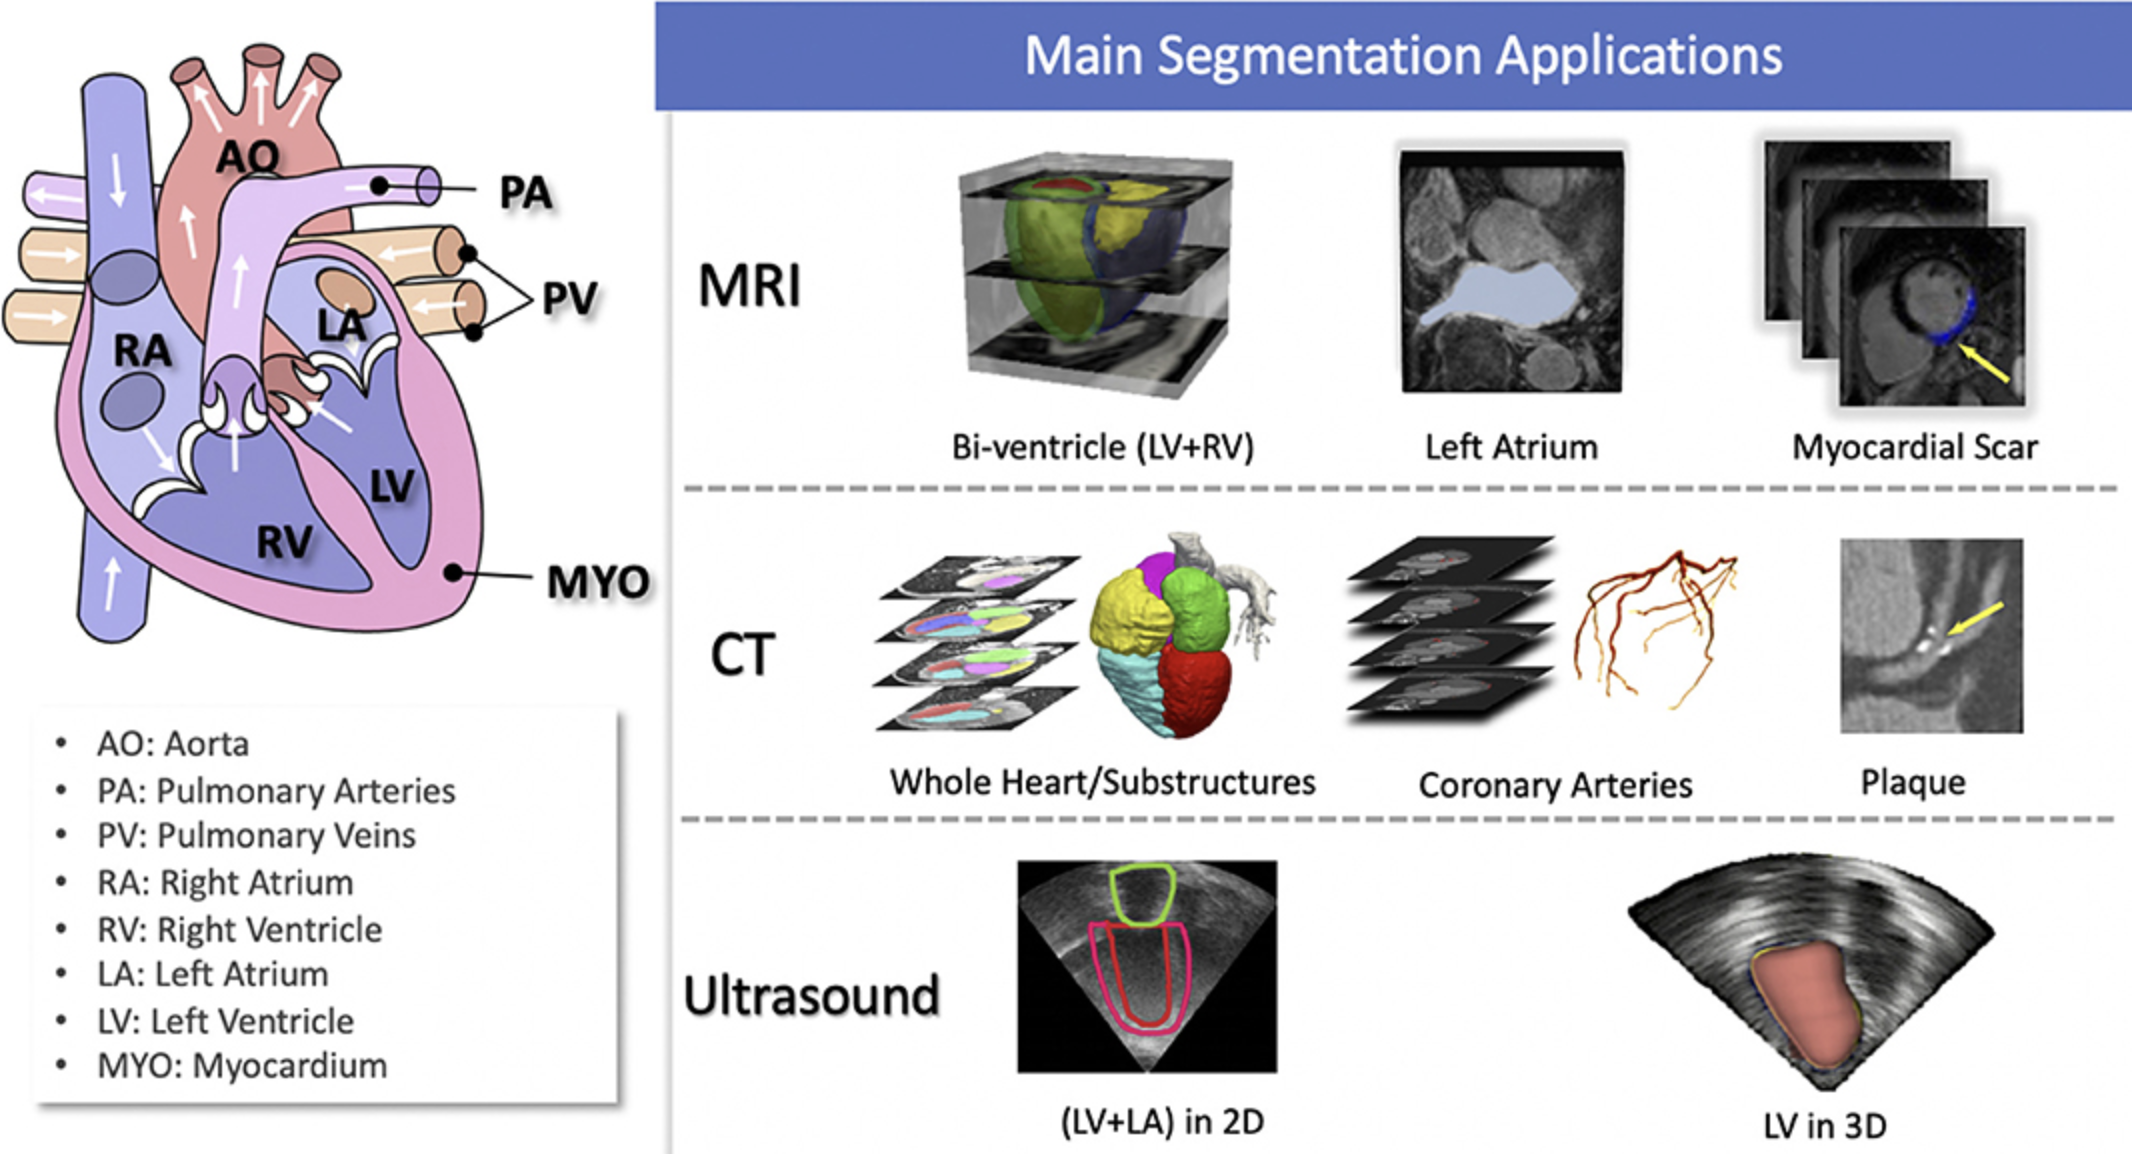 AO
PA
PV
LA
RA
LV
RV
MYO
• AO: Aorta
• PA: Pulmonary Arteries
• PV: Pulmonary Veins
• RA: Right Atrium
• RV: Right Ventricle
• LA: Left Atrium
• LV: Left Ventricle
• MYO: Myocardium
Main Segmentation Applications
MRI
Bi-ventricle (LV+RV)
Left Atrium
Myocardial Scar
CT
Whole Heart/Substructures
Coronary Arteries
Plaque
Ultrasound
(LV+LA) in 2D
LV in 3D